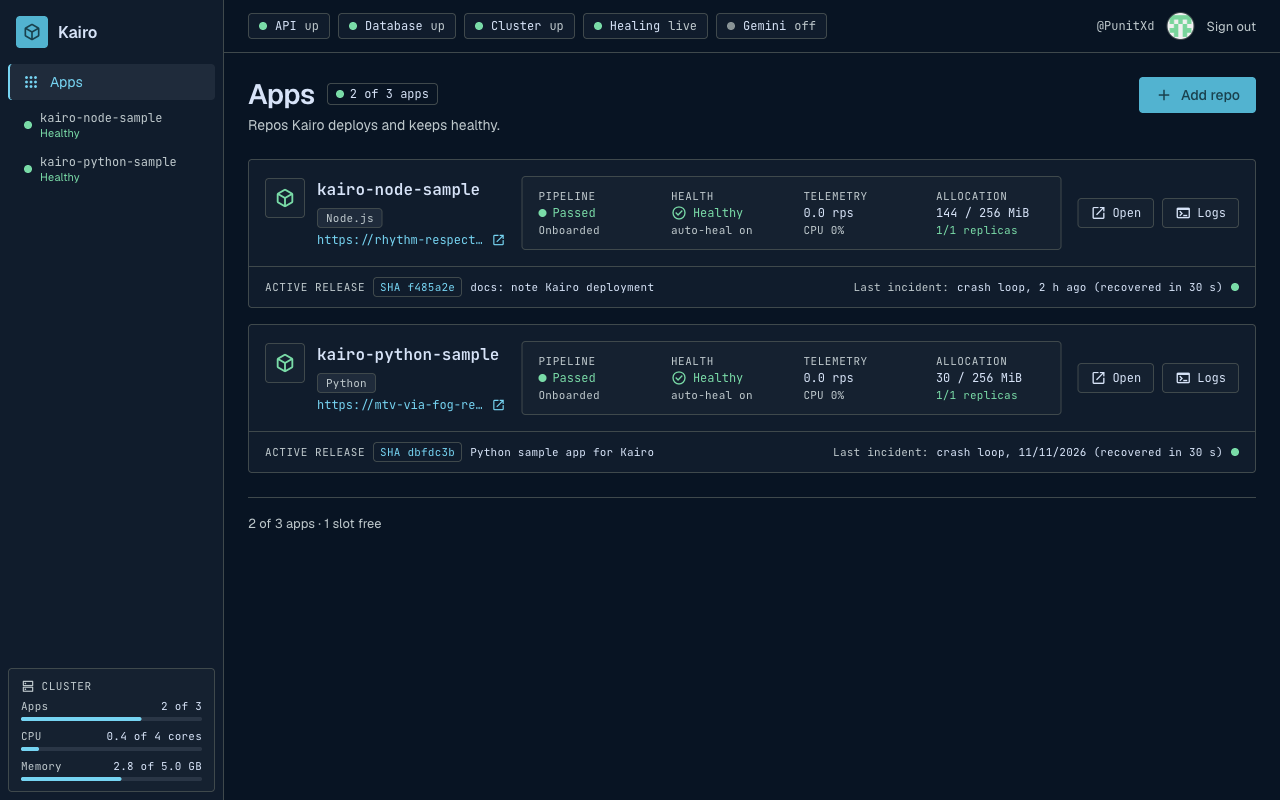 Kairo
Apps
kairo-node-sample
Healthy
kairo-python-sample
Healthy
CLUSTER
Apps 2 of 3
CPU 0.4 of 4 cores
Memory 2.8 of 5.0 GB
API up
Database up
Cluster up
Healing live
Gemini off
@PunitXd
Sign out
Apps
2 of 3 apps
Repos Kairo deploys and keeps healthy.
Add repo
kairo-node-sample
Node.js
https://rhythm-respect…
PIPELINE
Passed
Onboarded
HEALTH
Healthy
auto-heal on
TELEMETRY
0.0 rps
CPU 0%
ALLOCATION
144 / 256 MiB
1/1 replicas
Open
Logs
ACTIVE RELEASE SHA f485a2e docs: note Kairo deployment
Last incident: crash loop, 2 h ago (recovered in 30 s)
kairo-python-sample
Python
https://mtv-via-fog-re…
PIPELINE
Passed
Onboarded
HEALTH
Healthy
auto-heal on
TELEMETRY
0.0 rps
CPU 0%
ALLOCATION
30 / 256 MiB
1/1 replicas
Open
Logs
ACTIVE RELEASE SHA dbfdc3b Python sample app for Kairo
Last incident: crash loop, 11/11/2026 (recovered in 30 s)
2 of 3 apps · 1 slot free